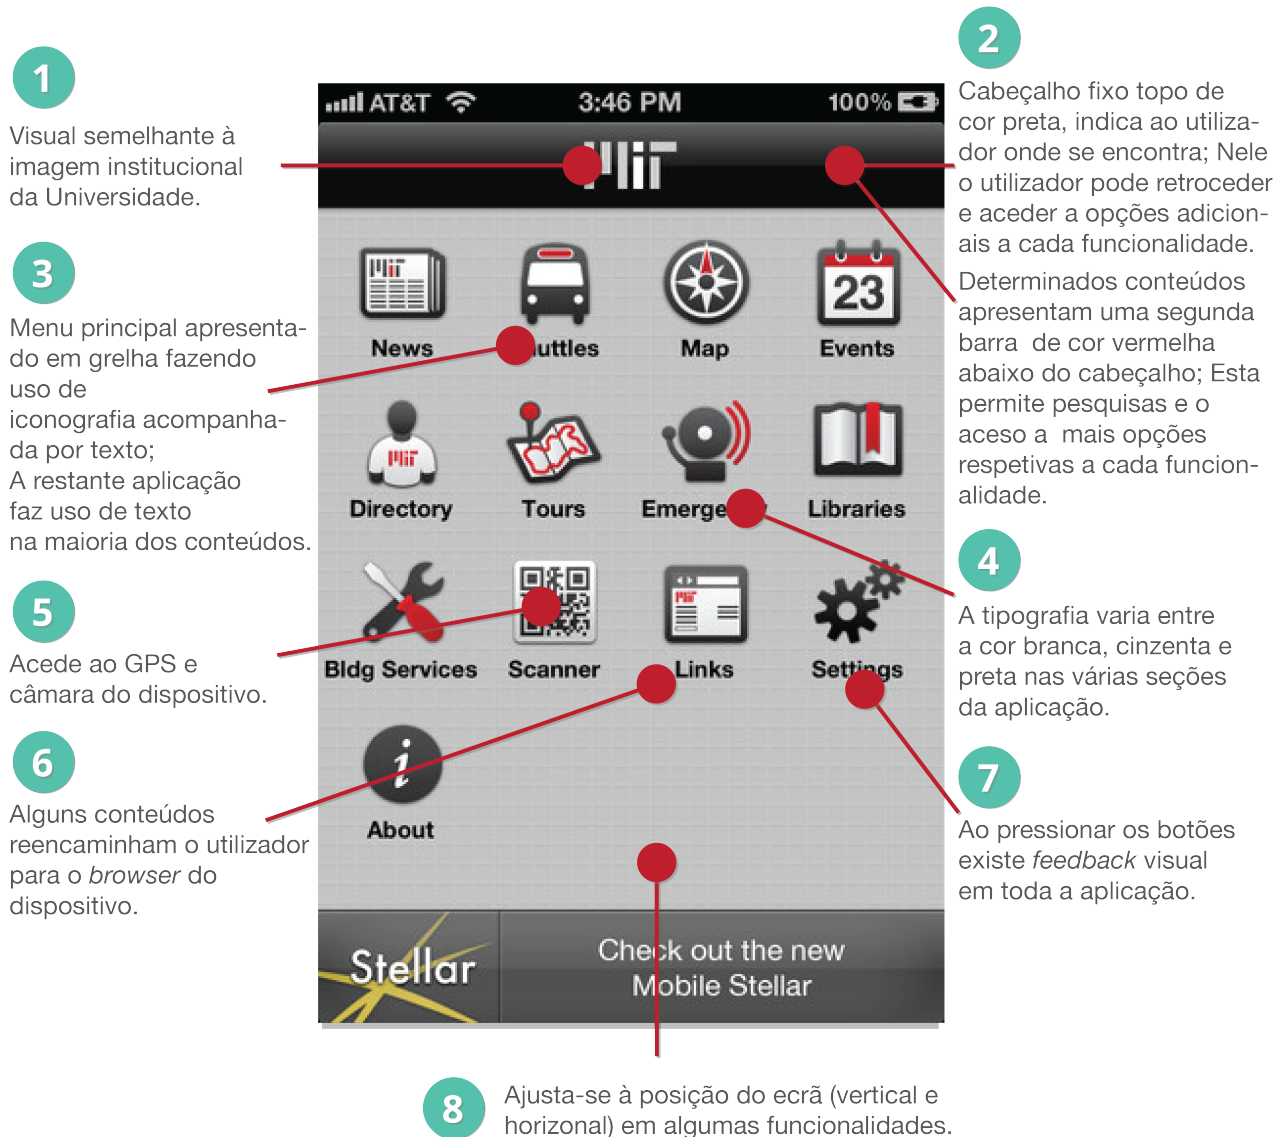 1
Visual semelhante à
imagem institucional
da Universidade.
2
Cabeçalho fixo topo de
cor preta, indica ao utiliza-
dor onde se encontra; Nele
o utilizador pode retroceder
e aceder a opções adicion-
ais a cada funcionalidade.
Determinados conteúdos
apresentam uma segunda
barra de cor vermelha
abaixo do cabeçalho; Esta
permite pesquisas e o
aceso a mais opções
respetivas a cada funcion-
alidade.
3
Menu principal apresenta-
do em grelha fazendo
uso de
iconografia acompanha-
da por texto;
A restante aplicação
faz uso de texto
na maioria dos conteúdos.
4
A tipografia varia entre
a cor branca, cinzenta e
preta nas várias seções
da aplicação.
5
Acede ao GPS e
câmara do dispositivo.
6
Alguns conteúdos
reencaminham o utilizador
para o browser do
dispositivo.
7
Ao pressionar os botões
existe feedback visual
em toda a aplicação.
AT&T 3:46 PM 100%
MIT
MIT
23
News Shuttles Map Events
MIT
Directory Tours Emergency Libraries
MIT
Bldg Services Scanner Links Settings
i
About
Stellar
Check out the new
Mobile Stellar
8
Ajusta-se à posição do ecrã (vertical e
horizontal) em algumas funcionalidades.